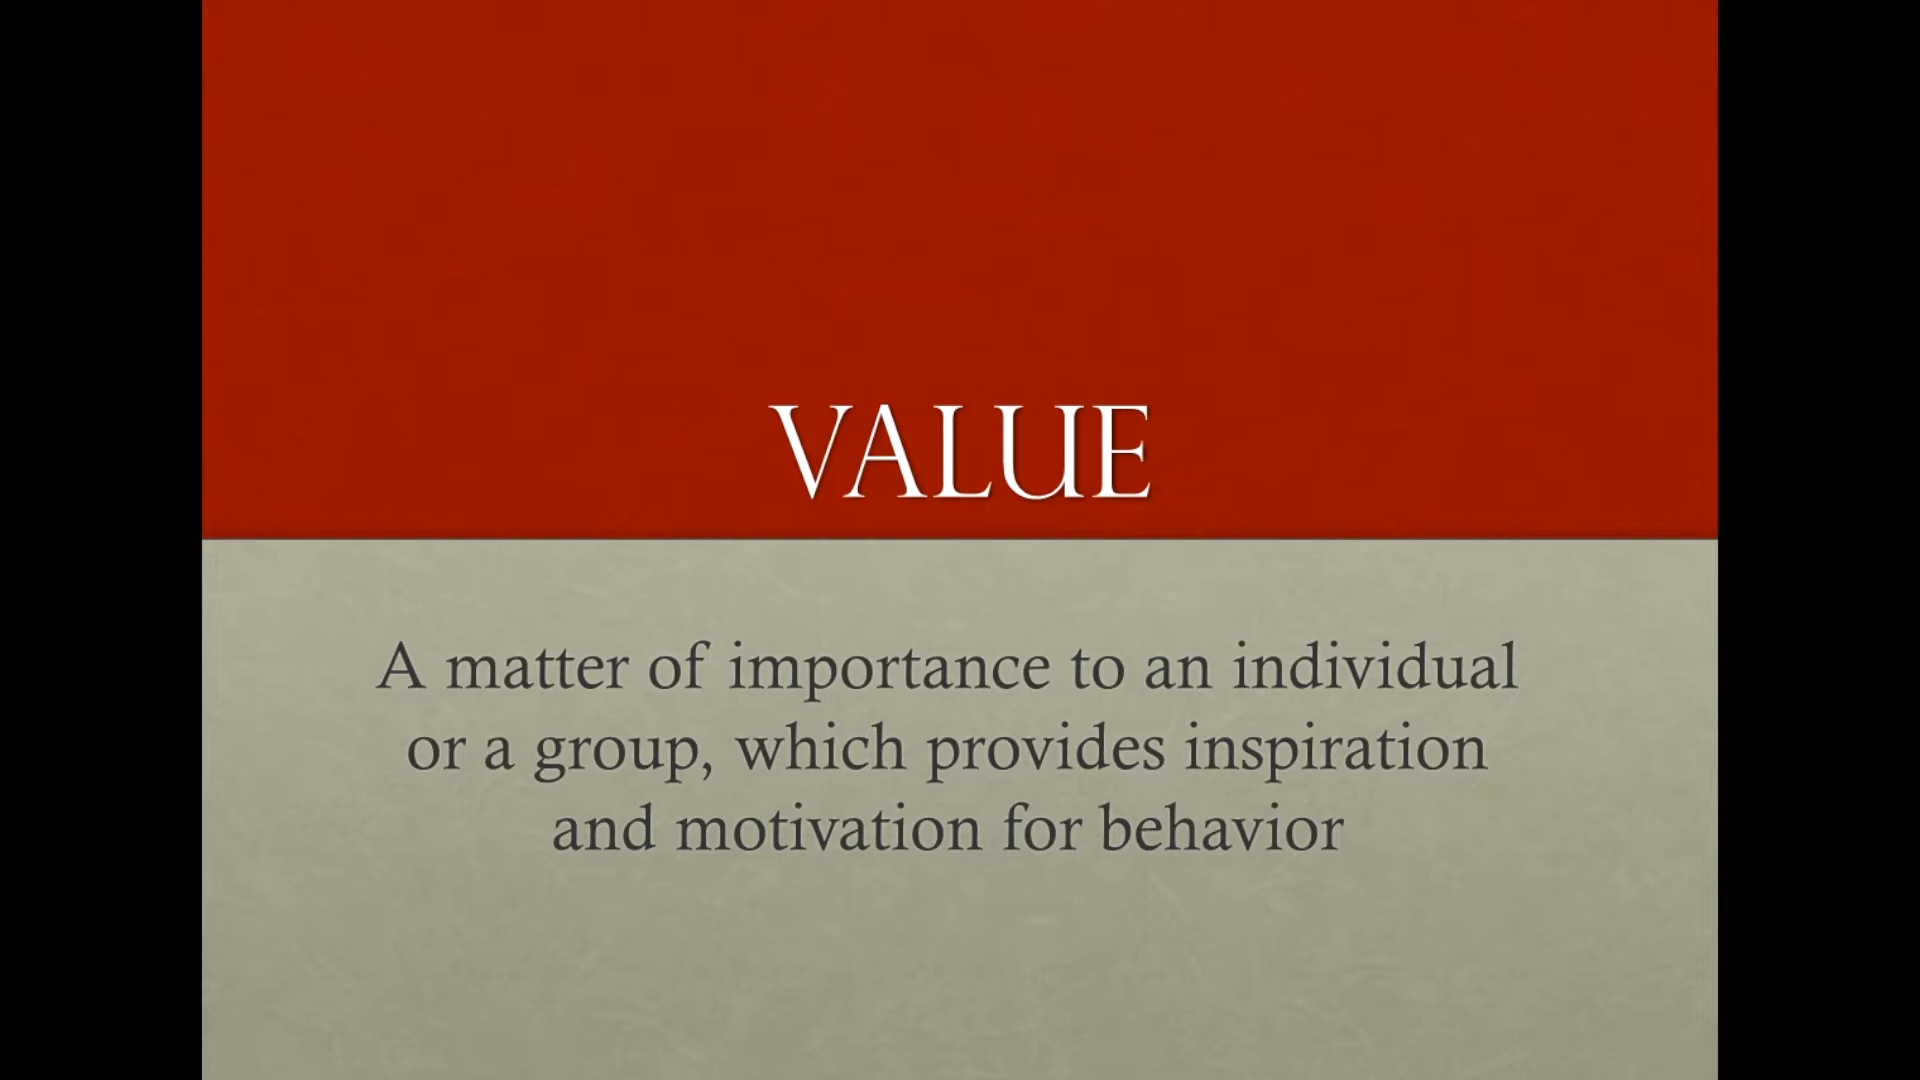 VALUE
A matter of importance to an individual
or a group, which provides inspiration
and motivation for behavior